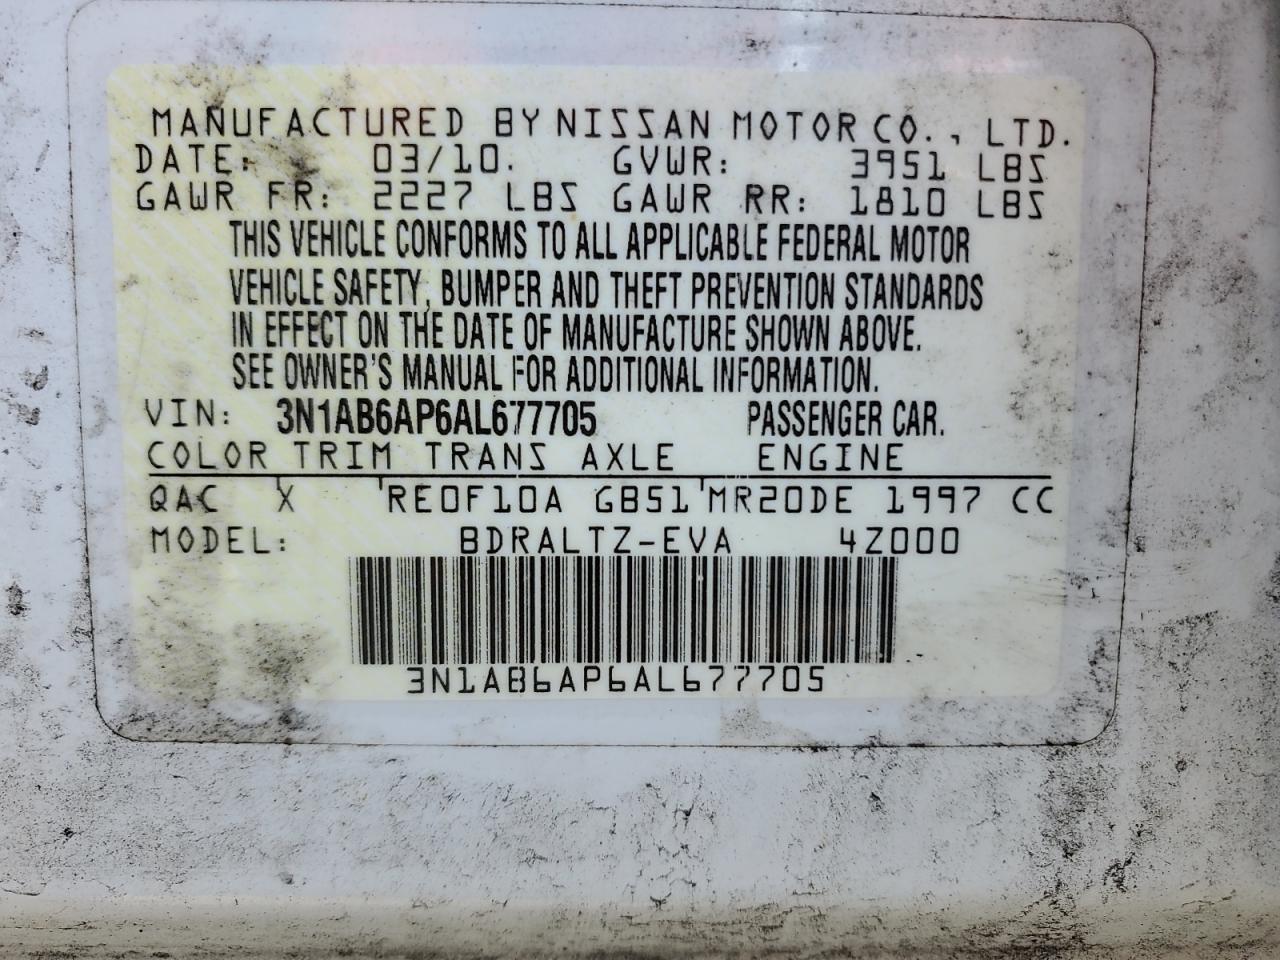 MANUFACTURED BY NISSAN MOTOR CO., LTD.
DATE: 03/10. GVWR: 3951 LBS
GAWR FR: 2227 LBS GAWR RR: 1810 LBS
THIS VEHICLE CONFORMS TO ALL APPLICABLE FEDERAL MOTOR
VEHICLE SAFETY, BUMPER AND THEFT PREVENTION STANDARDS
IN EFFECT ON THE DATE OF MANUFACTURE SHOWN ABOVE.
SEE OWNER'S MANUAL FOR ADDITIONAL INFORMATION.
VIN: 3N1AB6AP6AL677705 PASSENGER CAR.
COLOR TRIM TRANS AXLE ENGINE
QAC X RE0F10A GB51 MR20DE 1997 CC
MODEL: BDRALTZ-EVA 4Z000
3N1AB6AP6AL677705